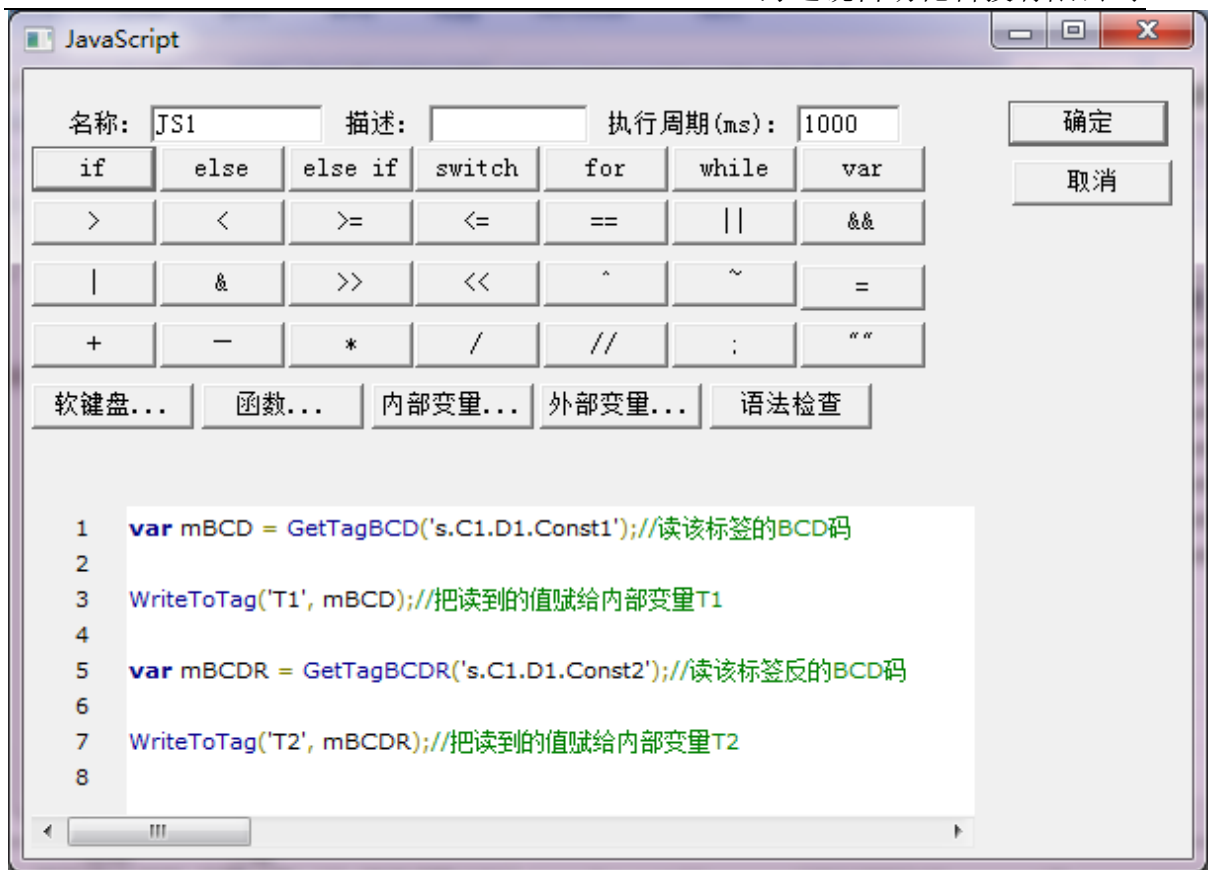 JavaScript
名称: JS1 描述: 执行周期(ms): 1000 确定
if else else if switch for while var 取消
> < >= <= == || &&
| & >> << ^ ~ =
+ — * / // ; ""
软键盘... 函数... 内部变量... 外部变量... 语法检查
1 var mBCD = GetTagBCD('s.C1.D1.Const1');//读该标签的BCD码
2
3 WriteToTag('T1', mBCD);//把读到的值赋给内部变量T1
4
5 var mBCDR = GetTagBCDR('s.C1.D1.Const2');//读该标签反的BCD码
6
7 WriteToTag('T2', mBCDR);//把读到的值赋给内部变量T2
8